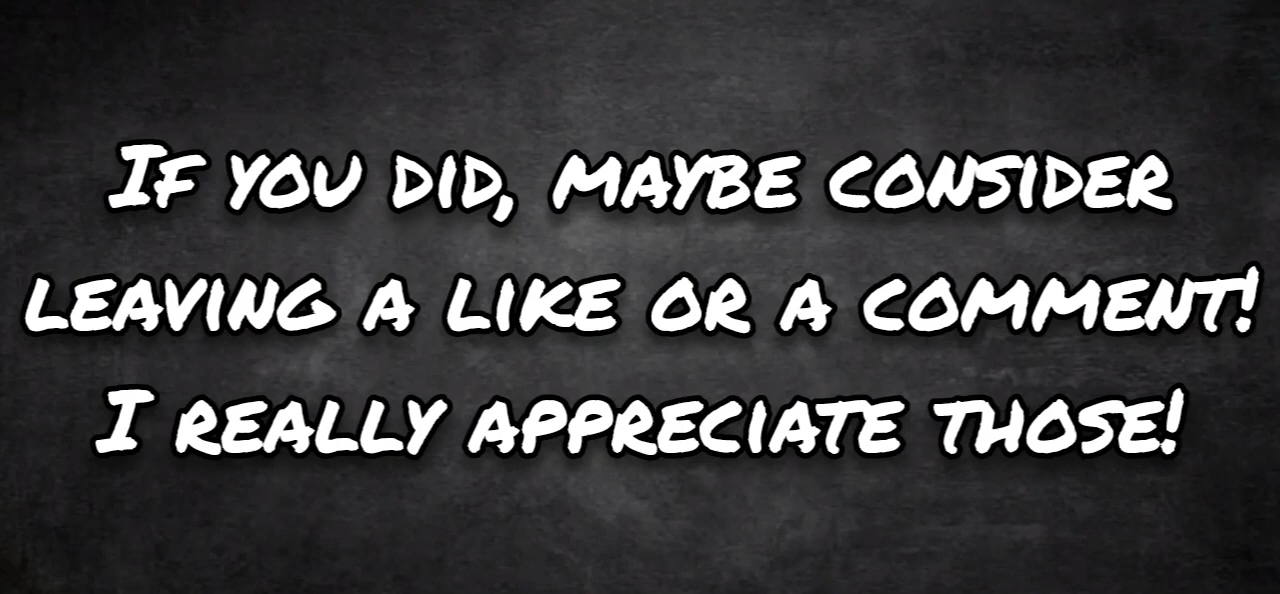 If you did, maybe consider
leaving a like or a comment!
I really appreciate those!